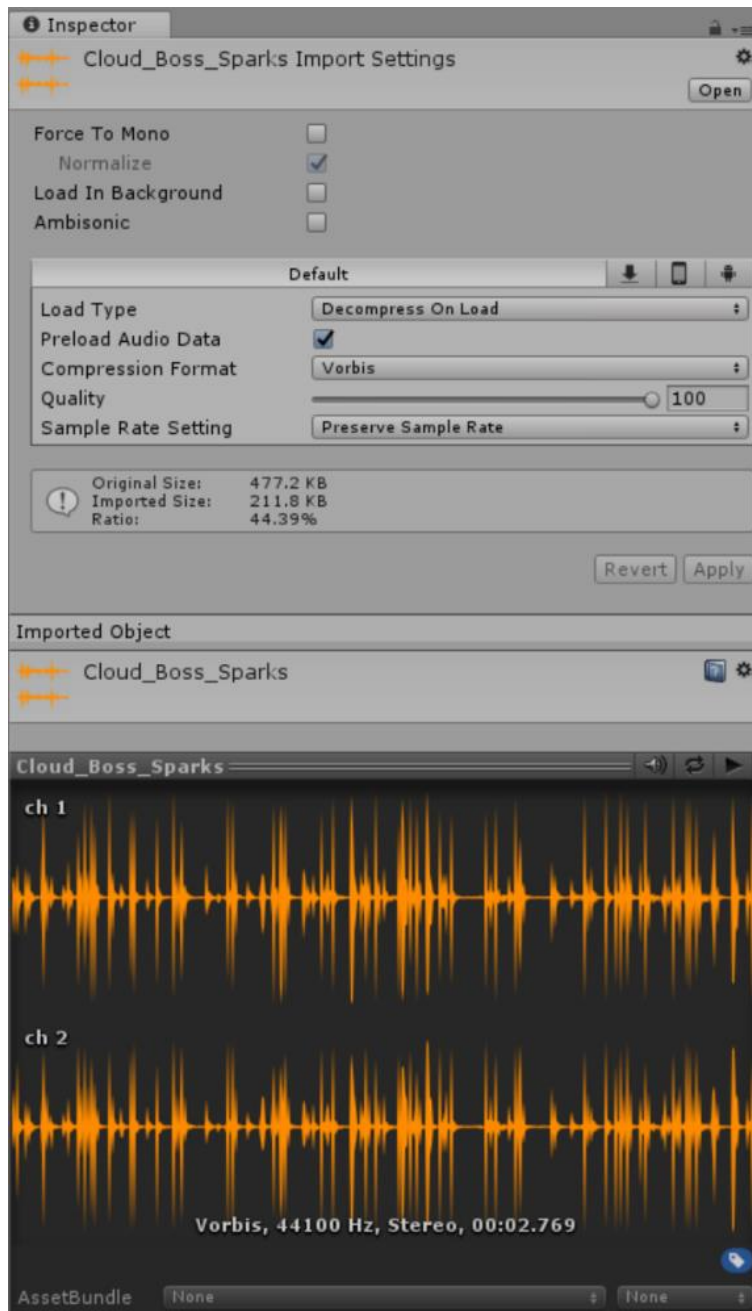 Inspector
Cloud_Boss_Sparks Import Settings
Open
Force To Mono
Normalize
Load In Background
Ambisonic
Default
Load Type Decompress On Load
Preload Audio Data
Compression Format Vorbis
Quality 100
Sample Rate Setting Preserve Sample Rate
Original Size: 477.2 KB
Imported Size: 211.8 KB
Ratio: 44.39%
Revert Apply
Imported Object
Cloud_Boss_Sparks
Cloud_Boss_Sparks
ch 1
ch 2
Vorbis, 44100 Hz, Stereo, 00:02.769
AssetBundle None None